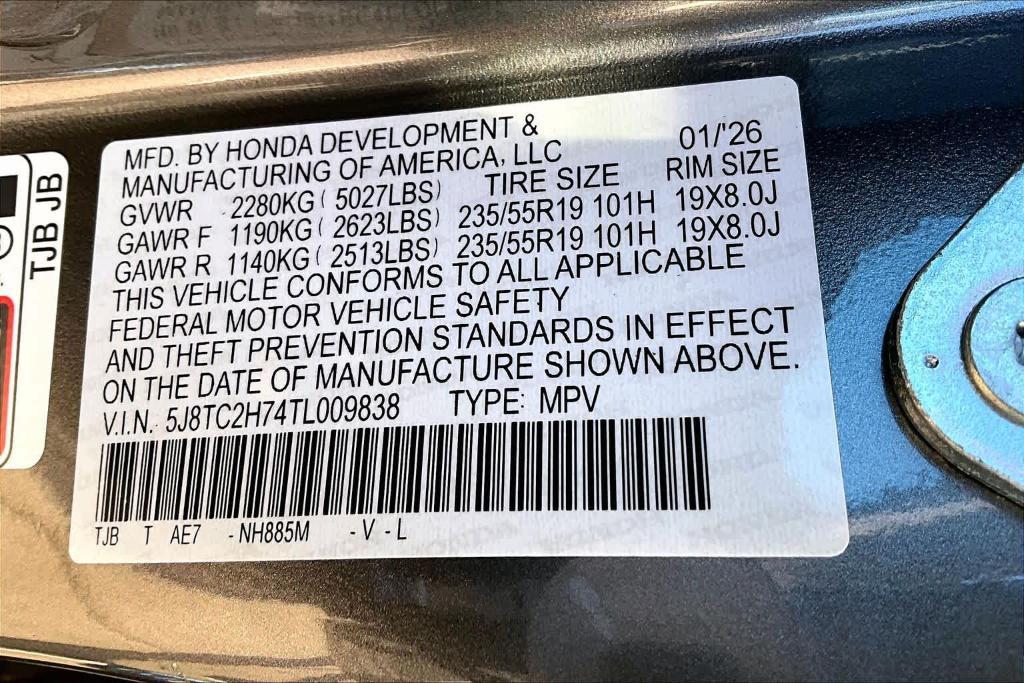 MFD. BY HONDA DEVELOPMENT &
MANUFACTURING OF AMERICA, LLC 01/'26
GVWR 2280KG ( 5027LBS) TIRE SIZE RIM SIZE
GAWR F 1190KG ( 2623LBS) 235/55R19 101H 19X8.0J
GAWR R 1140KG ( 2513LBS) 235/55R19 101H 19X8.0J
THIS VEHICLE CONFORMS TO ALL APPLICABLE
FEDERAL MOTOR VEHICLE SAFETY
AND THEFT PREVENTION STANDARDS IN EFFECT
ON THE DATE OF MANUFACTURE SHOWN ABOVE.
V.I.N. 5J8TC2H74TL009838 TYPE: MPV
TJB T AE7 - NH885M - V - L
TJB JB